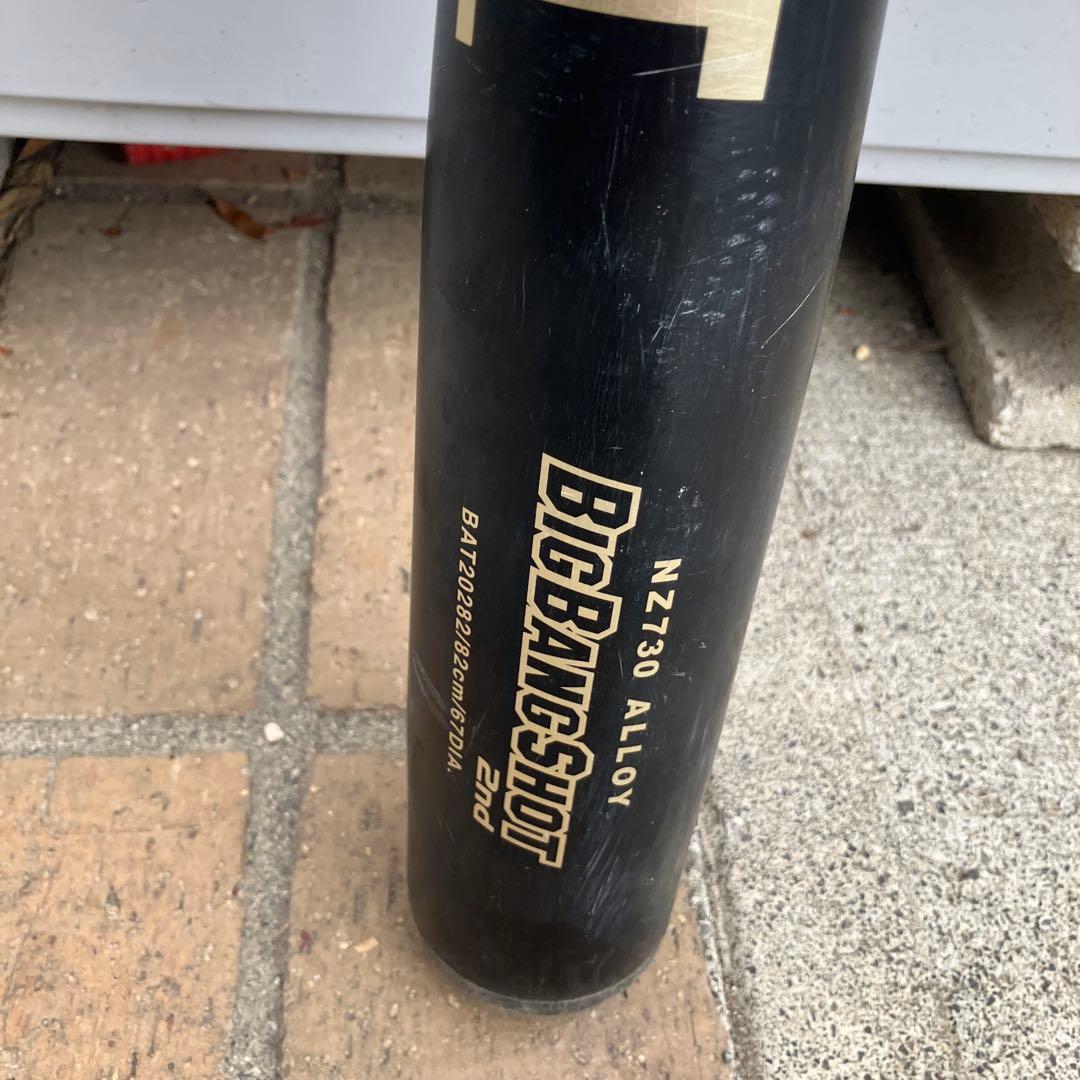 NZ730 ALLOY
BIGBANGSHOT
2nd
BAT20282/82cm/67DIA.